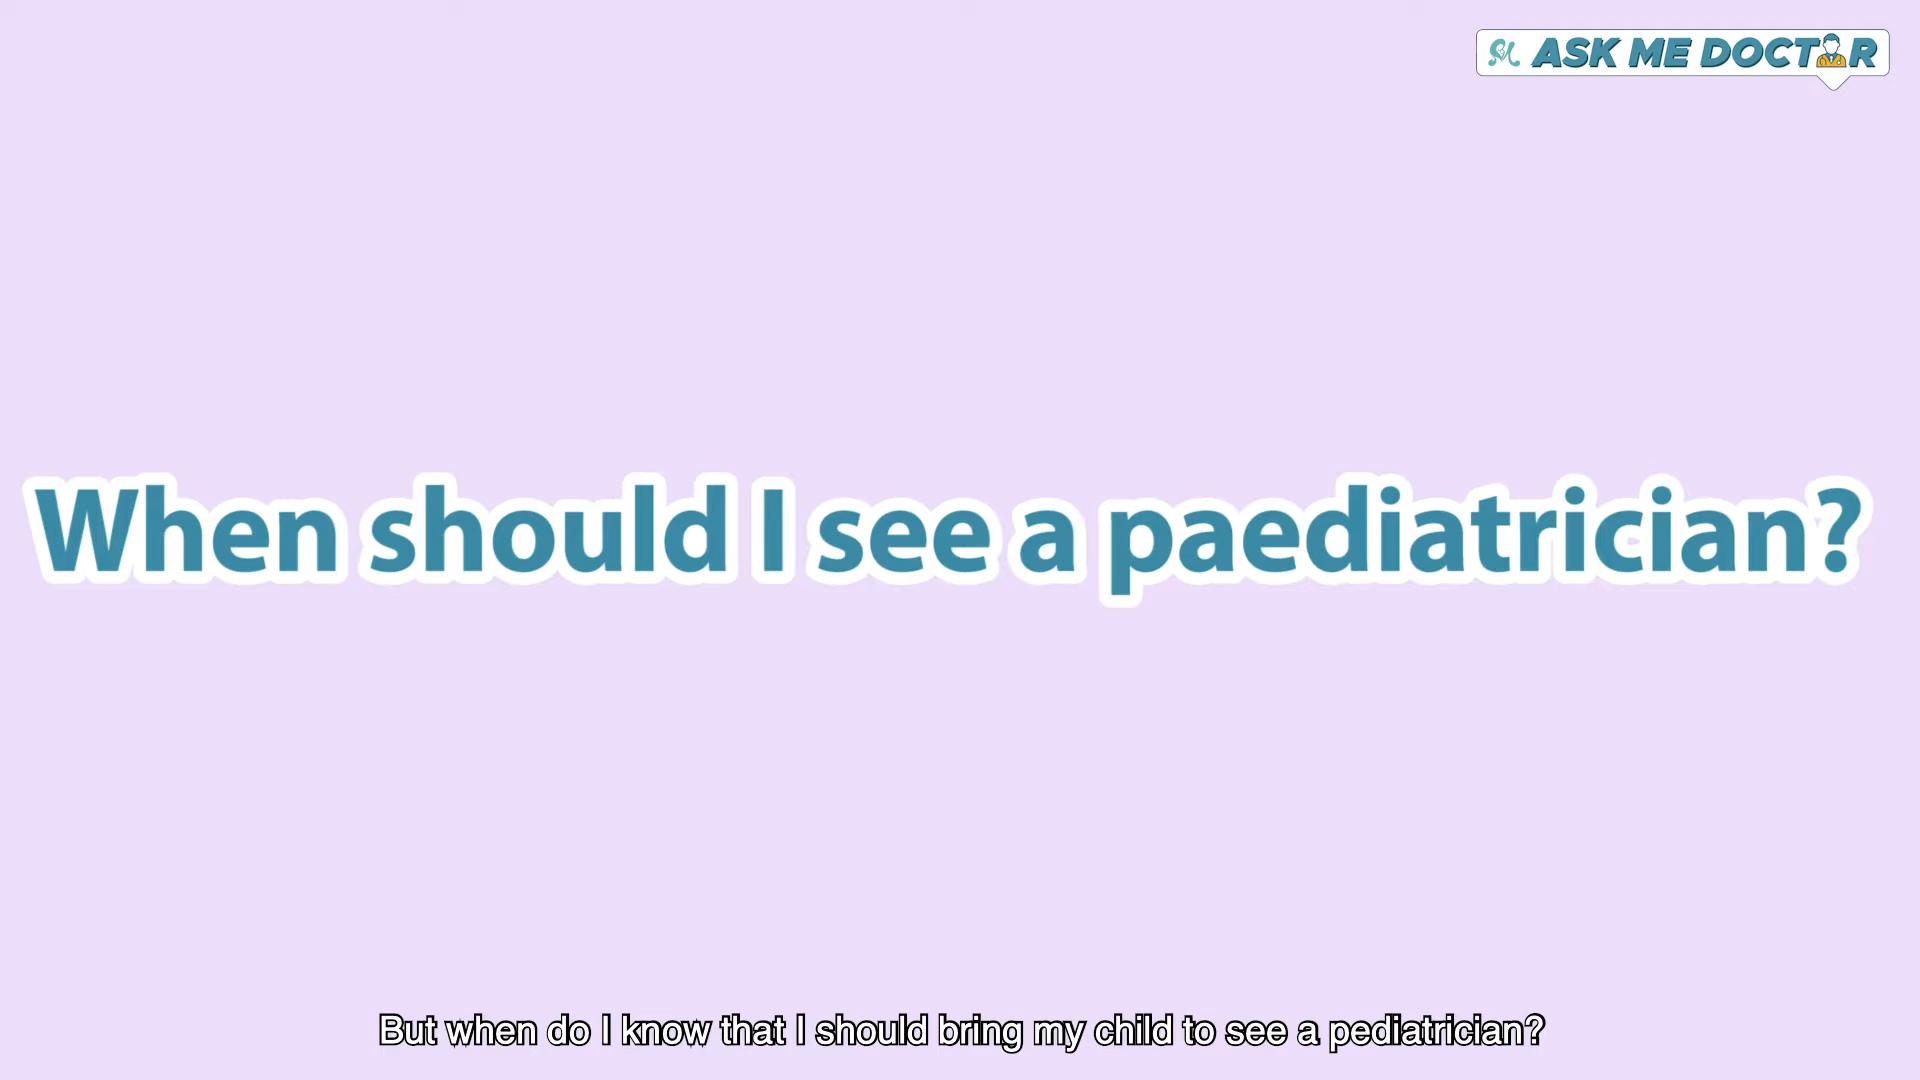 ASK ME DOCTOR
When should I see a paediatrician?
But when do I know that I should bring my child to see a pediatrician?